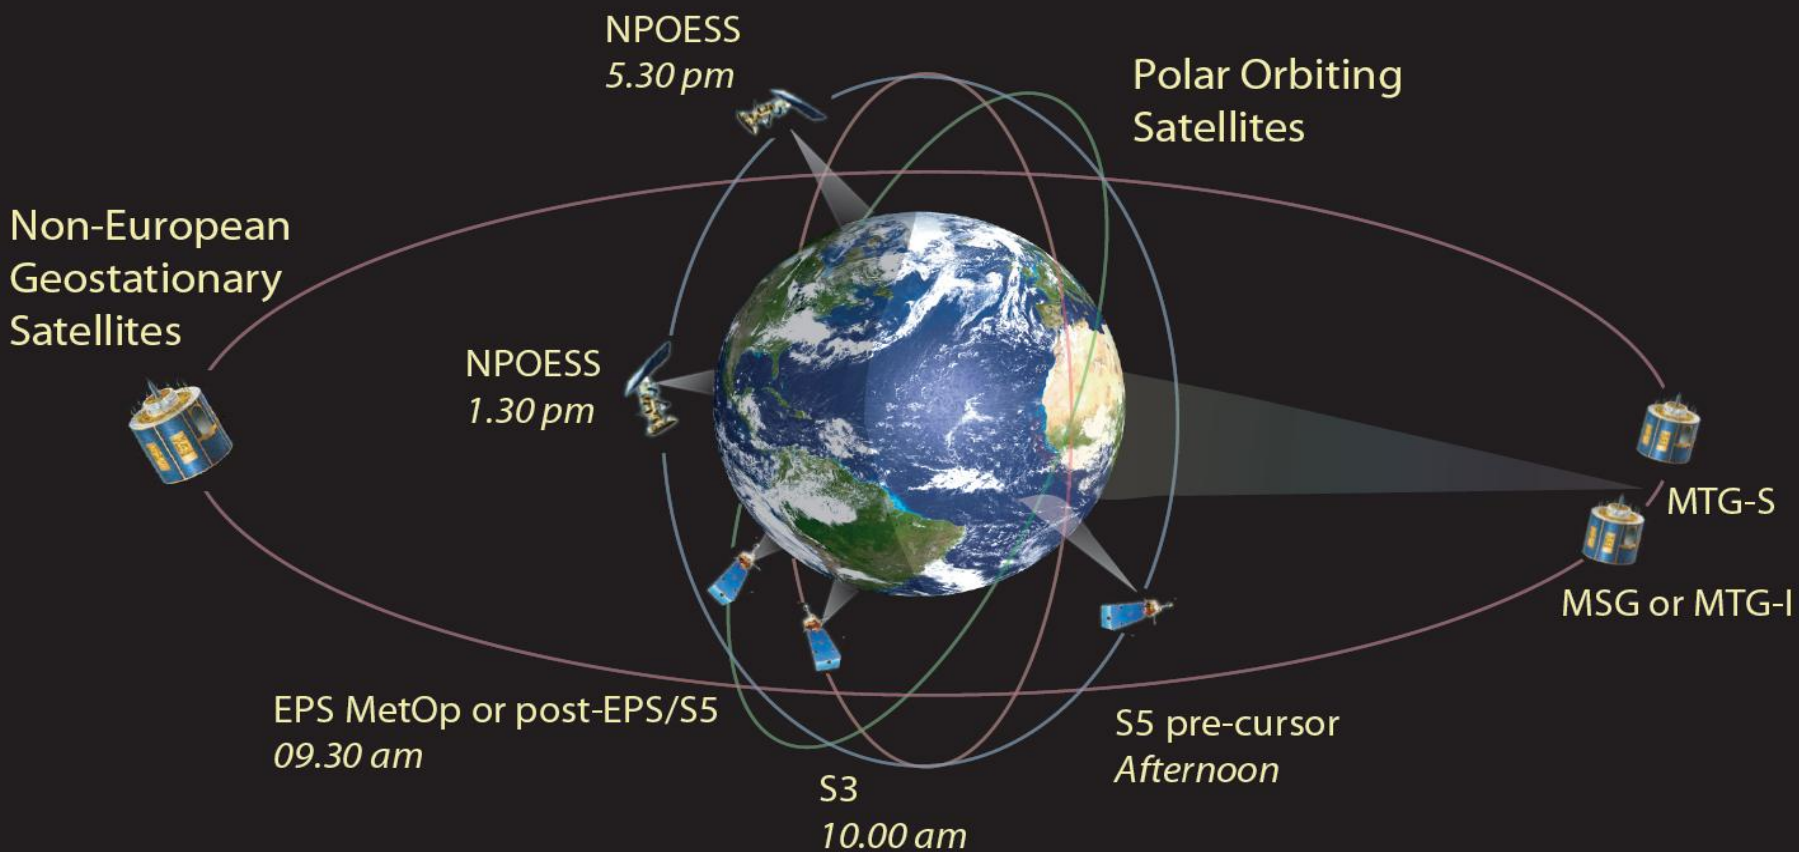 NPOESS
5.30 pm
Polar Orbiting
Satellites
Non-European
Geostationary
Satellites
NPOESS
1.30 pm
MTG-S
MSG or MTG-I
EPS MetOp or post-EPS/S5
09.30 am
S5 pre-cursor
Afternoon
S3
10.00 am